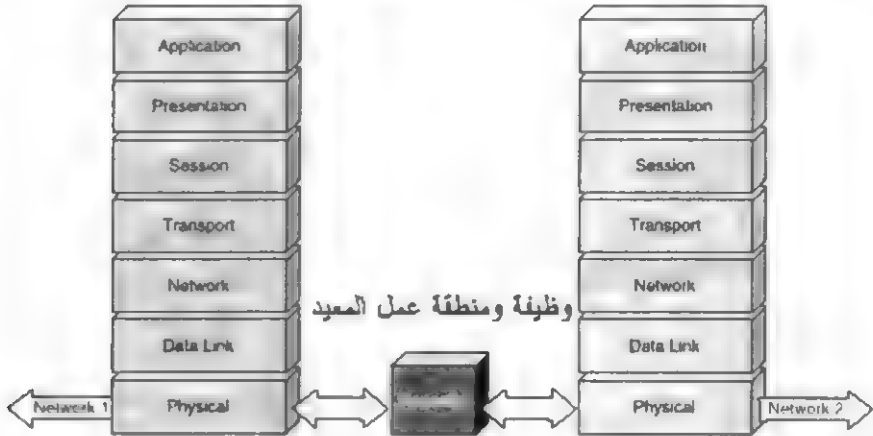 Application
Presentation
Session
Transport
Network
Data Link
Physical
Network 1
وظيفة ومنطقة عمل المعيد
Application
Presentation
Session
Transport
Network
Data Link
Physical
Network 2